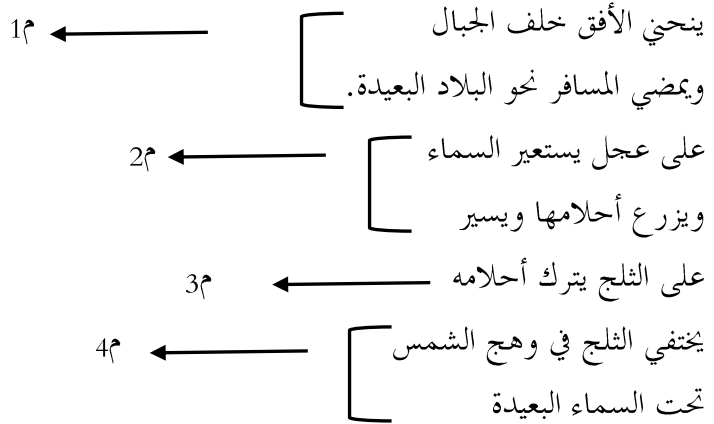 ينحني الأفق خلف الجبال
م1
ويمضي المسافر نحو البلاد البعيدة.
على عجل يستعير السماء
م2
ويزرع أحلامها ويسير
على الثلج يترك أحلامه
م3
يختفي الثلج في وهج الشمس
م4
تحت السماء البعيدة